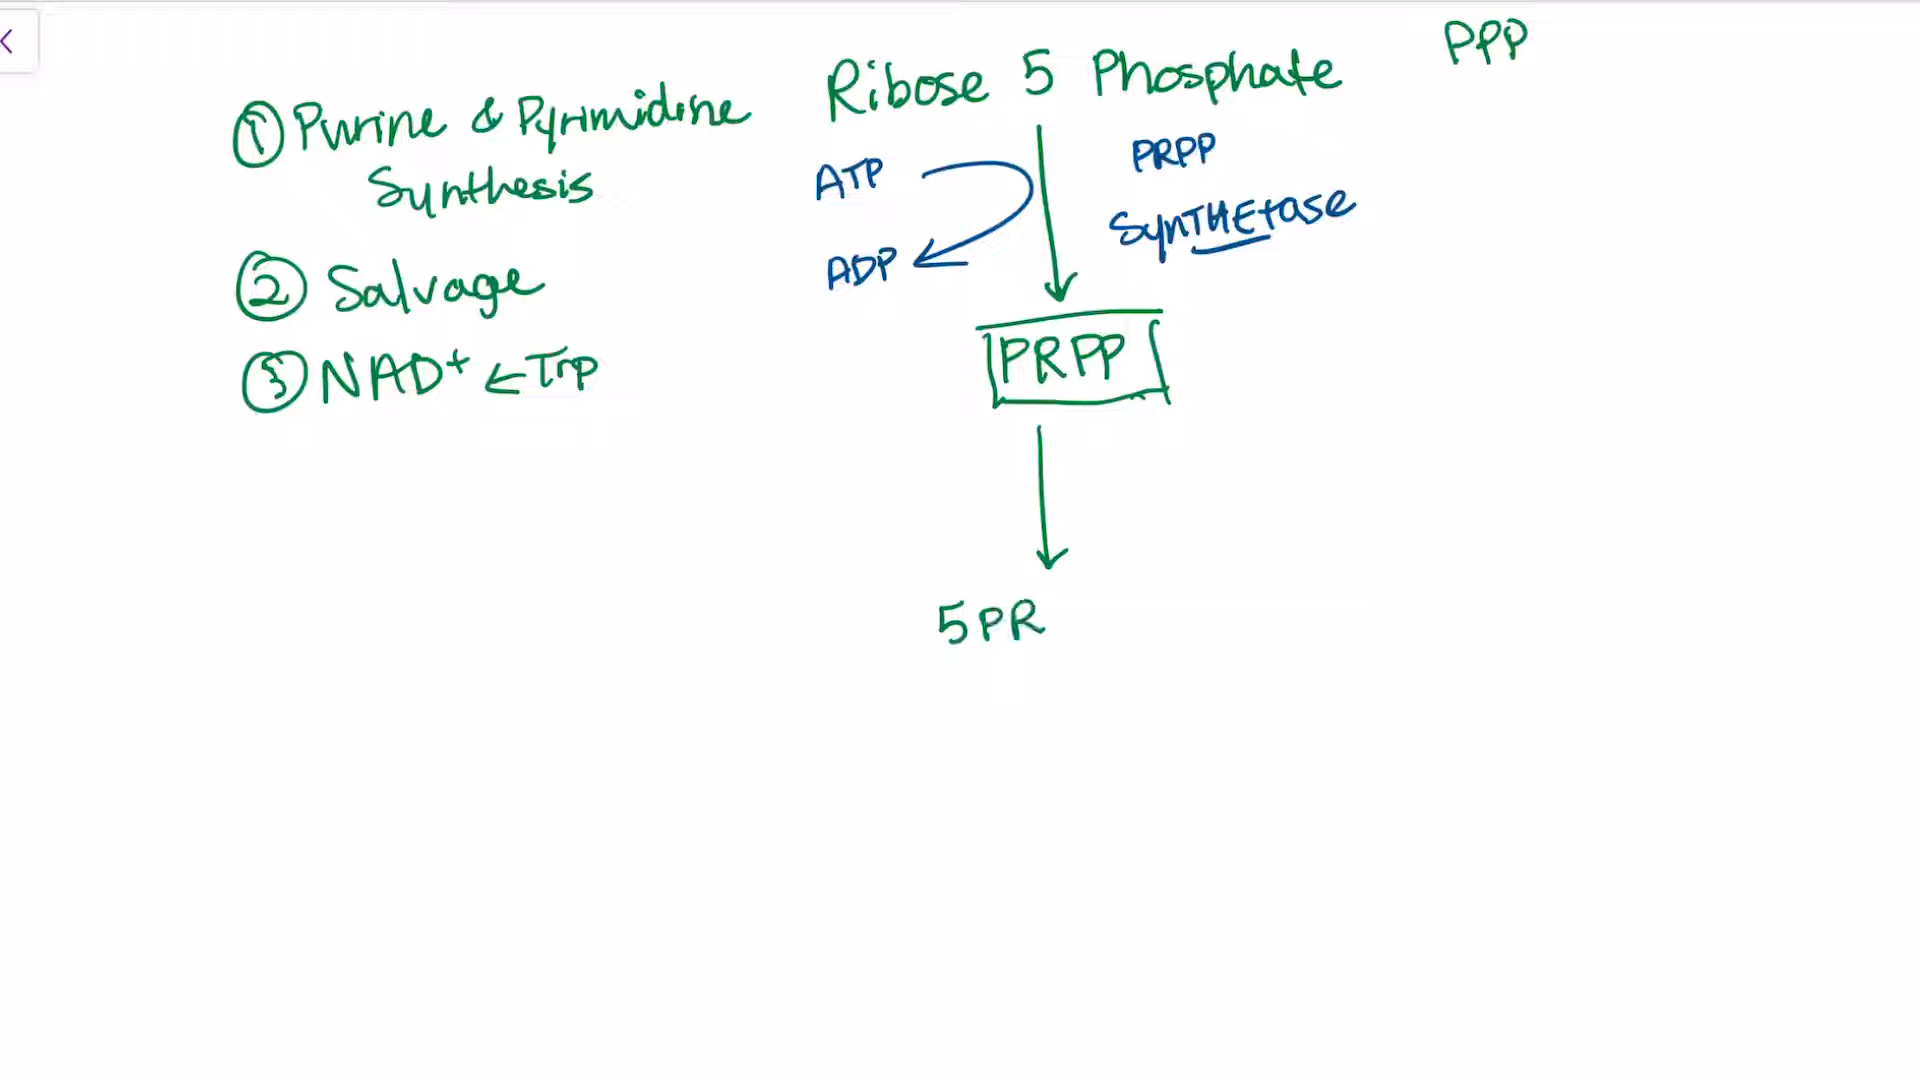 ① Purine & Pyrimidine
Synthesis
② Salvage
③ NAD+ ← Trp
Ribose 5 Phosphate
PPP
ATP
ADP
PRPP
SynTHEtase
PRPP
5PR